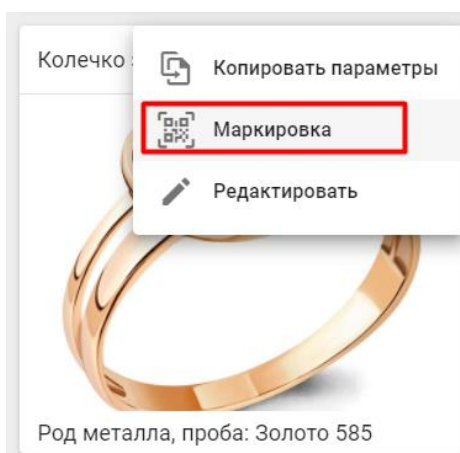 Колечко
Копировать параметры
Маркировка
Редактировать
Род металла, проба: Золото 585